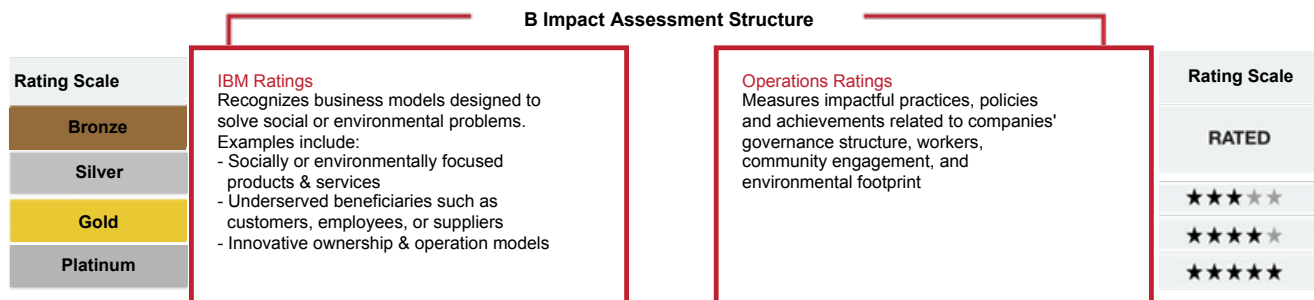 B Impact Assessment Structure
Rating Scale
Bronze
Silver
Gold
Platinum
IBM Ratings
Recognizes business models designed to
solve social or environmental problems.
Examples include:
- Socially or environmentally focused
products & services
- Underserved beneficiaries such as
customers, employees, or suppliers
- Innovative ownership & operation models
Operations Ratings
Measures impactful practices, policies
and achievements related to companies'
governance structure, workers,
community engagement, and
environmental footprint
Rating Scale
RATED
★★★★★
★★★★★
★★★★★